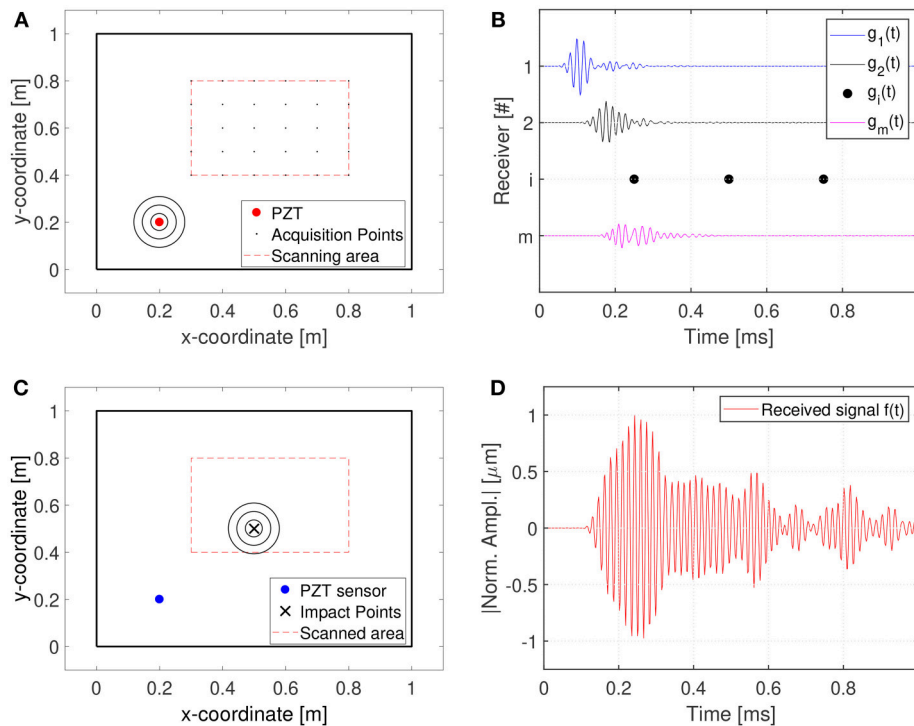 A
1
0.8
0.6
0.4
0.2
0
y-coordinate [m]
0 0.2 0.4 0.6 0.8 1
x-coordinate [m]
PZT
Acquisition Points
Scanning area
B
1
2
i
m
Receiver [#]
0 0.2 0.4 0.6 0.8
Time [ms]
g1(t)
g2(t)
gi(t)
gm(t)
C
1
0.8
0.6
0.4
0.2
0
y-coordinate [m]
0 0.2 0.4 0.6 0.8 1
x-coordinate [m]
PZT sensor
Impact Points
Scanned area
D
1
0.5
0
-0.5
-1
|Norm. Ampl.| [μm]
0 0.2 0.4 0.6 0.8
Time [ms]
Received signal f(t)